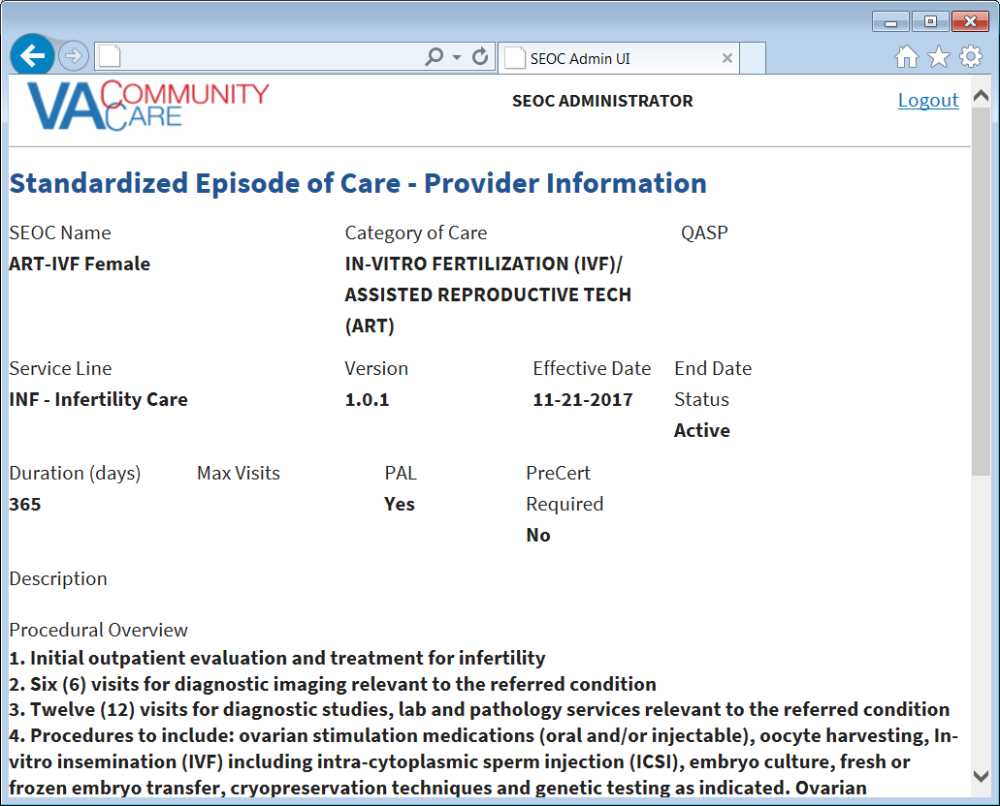 SEOC Admin UI
VA COMMUNITY CARE
SEOC ADMINISTRATOR
Logout
Standardized Episode of Care - Provider Information
SEOC Name
ART-IVF Female
Category of Care
IN-VITRO FERTILIZATION (IVF)/
ASSISTED REPRODUCTIVE TECH
(ART)
QASP
Service Line
INF - Infertility Care
Version
1.0.1
Effective Date
11-21-2017
End Date
Status
Active
Duration (days)
365
Max Visits
PAL
Yes
PreCert
Required
No
Description
Procedural Overview
1. Initial outpatient evaluation and treatment for infertility
2. Six (6) visits for diagnostic imaging relevant to the referred condition
3. Twelve (12) visits for diagnostic studies, lab and pathology services relevant to the referred condition
4. Procedures to include: ovarian stimulation medications (oral and/or injectable), oocyte harvesting, In-
vitro insemination (IVF) including intra-cytoplasmic sperm injection (ICSI), embryo culture, fresh or
frozen embryo transfer, cryopreservation techniques and genetic testing as indicated. Ovarian